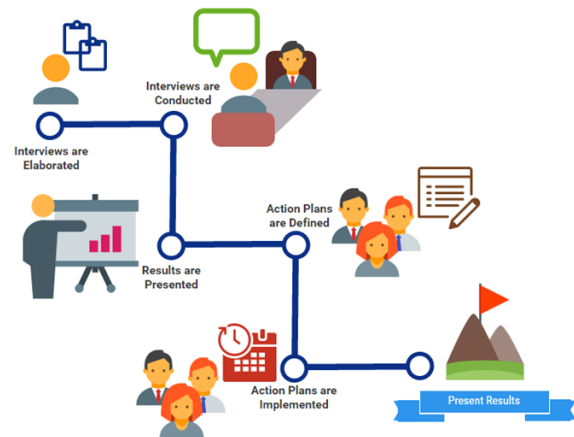 Interviews are
Conducted
Interviews are
Elaborated
Action Plans
are Defined
Results are
Presented
Action Plans are
Implemented
Present Results